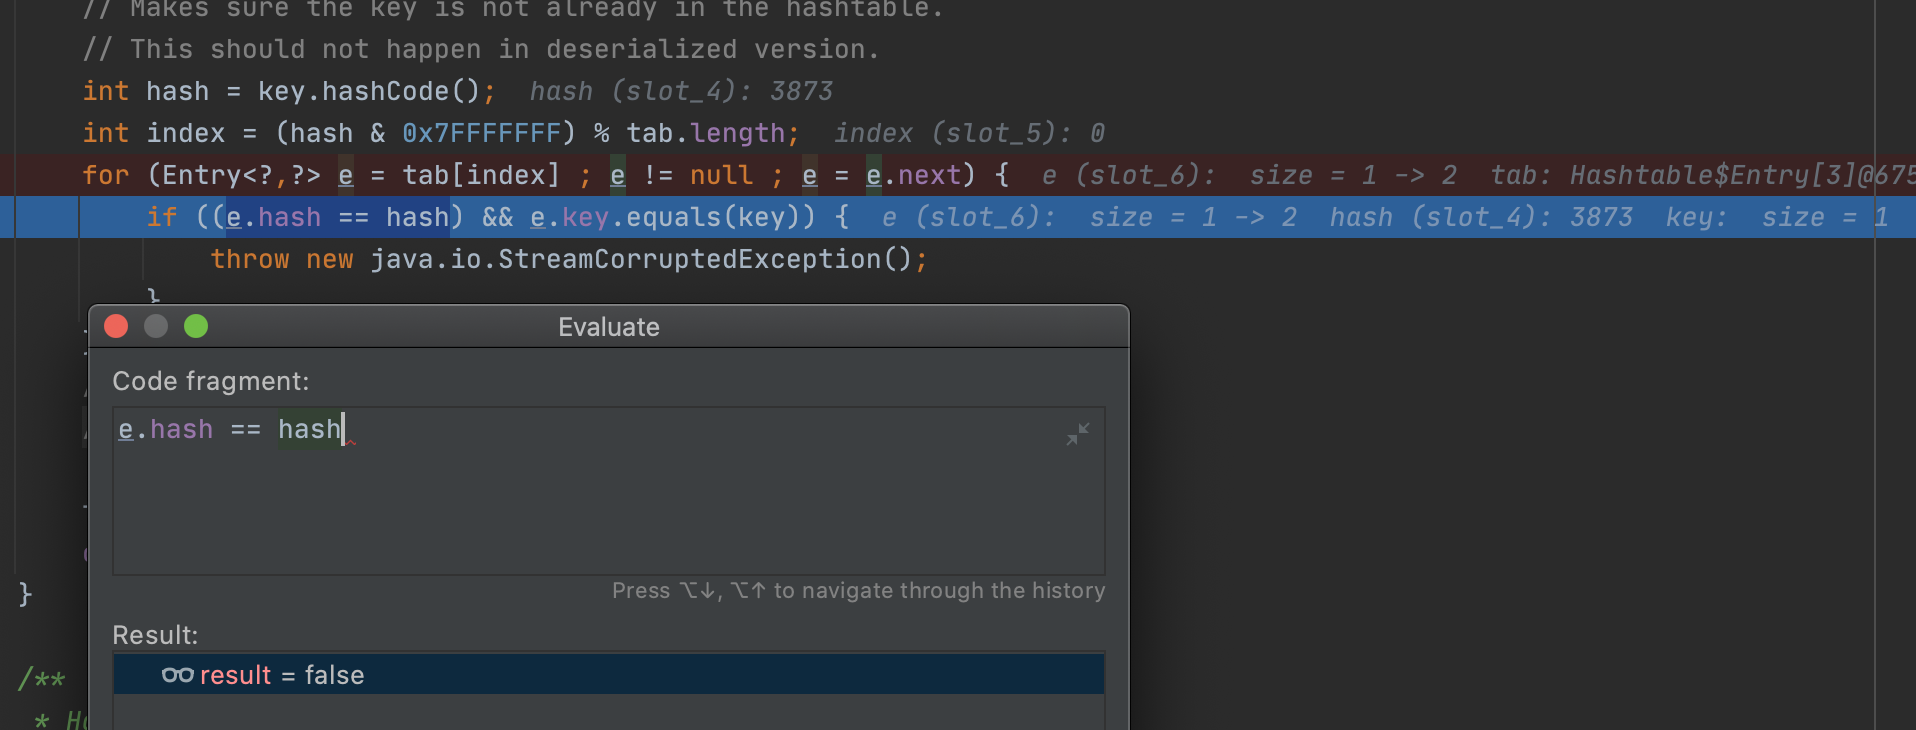 // Makes sure the key is not already in the hashtable.
// This should not happen in deserialized version.
int hash = key.hashCode();  hash (slot_4): 3873
int index = (hash & 0x7FFFFFFF) % tab.length;  index (slot_5): 0
for (Entry<?,?> e = tab[index] ; e != null ; e = e.next) {  e (slot_6):  size = 1 -> 2  tab: Hashtable$Entry[3]@675
if ((e.hash == hash) && e.key.equals(key)) {  e (slot_6):  size = 1 -> 2  hash (slot_4): 3873  key:  size = 1
throw new java.io.StreamCorruptedException();
}
Evaluate
Code fragment:
e.hash == hash
Press ⌥↓, ⌥↑ to navigate through the history
}
Result:
result = false
/**
*